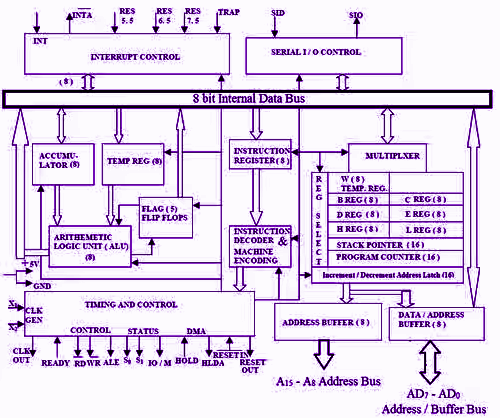 INTA
RES 5.5
RES 6.5
RES 7.5
TRAP
SID
SIO
INT
INTERRUPT CONTROL
SERIAL I / O CONTROL
( 8 )
8 bit Internal Data Bus
ACCUMU-
LATOR (8)
TEMP REG (8)
INSTRUCTION
REGISTER ( 8 )
MULTIPLXER
REG SELECT
W ( 8 )
TEMP. REG.
B REG ( 8 )
C REG ( 8 )
D REG ( 8 )
E REG ( 8 )
H REG ( 8 )
L REG ( 8 )
STACK POINTER ( 16 )
PROGRAM COUNTER ( 16 )
Increment / Decrement Address Latch (16)
FLAG ( 5 )
FLIP FLOPS
ARITHEMETIC
LOGIC UNIT ( ALU )
(8)
INSTRUCTION
DECODER &
MACHINE
ENCODING
+5V
GND
TIMING AND CONTROL
X1
CLK
GEN
X2
CONTROL
STATUS
DMA
ADDRESS BUFFER ( 8 )
DATA / ADDRESS
BUFFER ( 8 )
CLK
OUT
READY
RD
WR
ALE
S0
S1
IO / M
HOLD
HLDA
RESET IN
RESET
OUT
A15 - A8 Address Bus
AD7 - AD0
Address / Buffer Bus